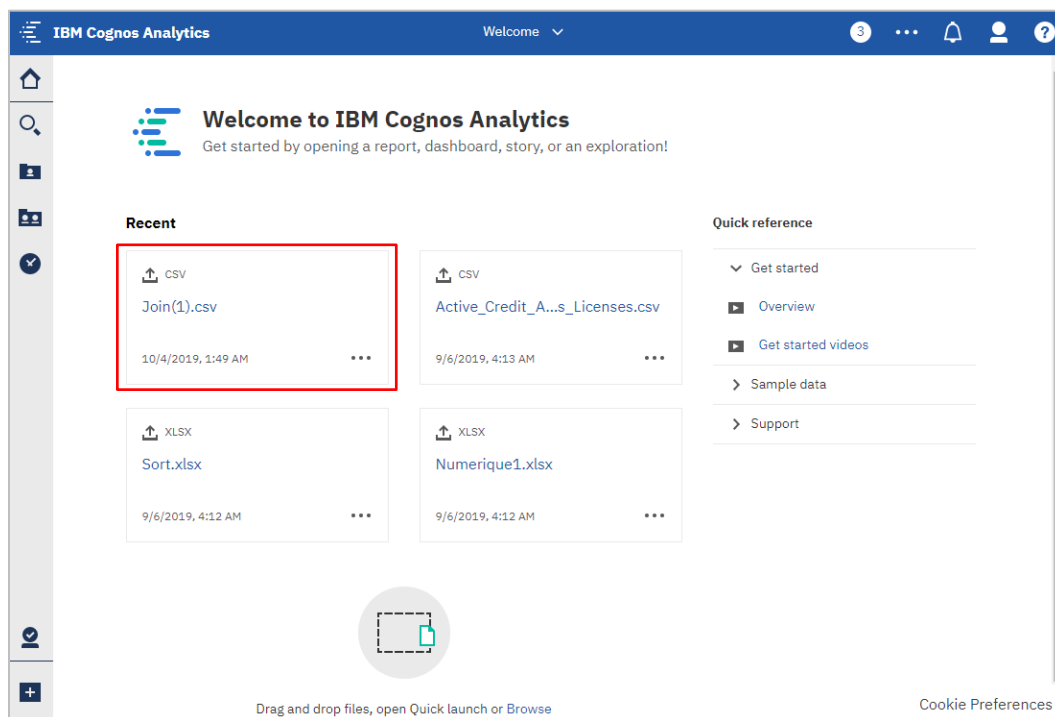 IBM Cognos Analytics
Welcome
3
?
Welcome to IBM Cognos Analytics
Get started by opening a report, dashboard, story, or an exploration!
Recent
CSV
Join(1).csv
10/4/2019, 1:49 AM
CSV
Active_Credit_A...s_Licenses.csv
9/6/2019, 4:13 AM
XLSX
Sort.xlsx
9/6/2019, 4:12 AM
XLSX
Numerique1.xlsx
9/6/2019, 4:12 AM
Quick reference
Get started
Overview
Get started videos
Sample data
Support
Drag and drop files, open Quick launch or Browse
Cookie Preferences